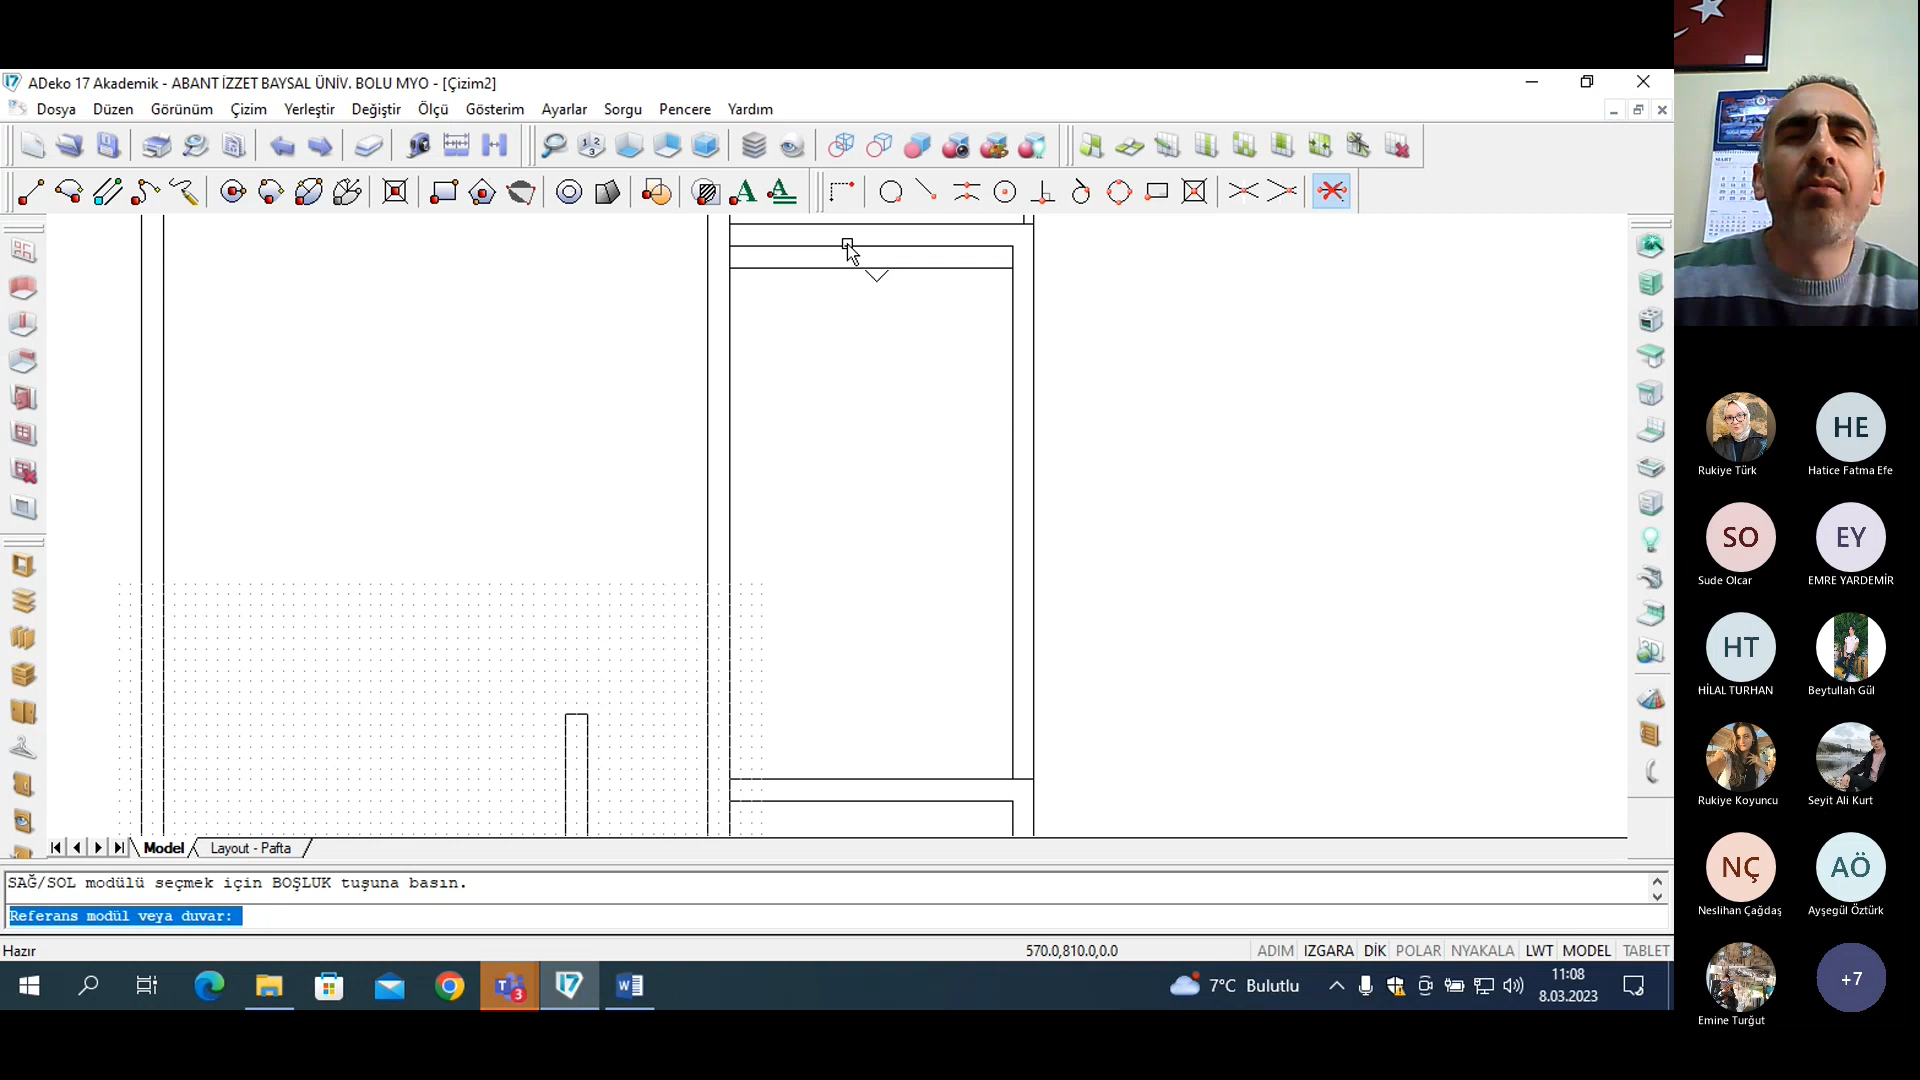 ADeko 17 Akademik - ABANT İZZET BAYSAL ÜNİV. BOLU MYO - [Çizim2]
Dosya Düzen Görünüm Çizim Yerleştir Değiştir Ölçü Gösterim Ayarlar Sorgu Pencere Yardım
Model Layout - Pafta
SAĞ/SOL modülü seçmek için BOŞLUK tuşuna basın.
Referans modül veya duvar:
Hazır 570.0,810.0,0.0 ADIM IZGARA DİK POLAR NYAKALA LWT MODEL TABLET
7°C Bulutlu
11:08
8.03.2023
3
MART
Rukiye Türk
HE
Hatice Fatma Efe
SO
Sude Olcar
EY
EMRE YARDEMİR
HT
HİLAL TURHAN
Beytullah Gül
Rukiye Koyuncu
Seyit Ali Kurt
NÇ
Neslihan Çağdaş
AÖ
Ayşegül Öztürk
Emine Turğut
+7